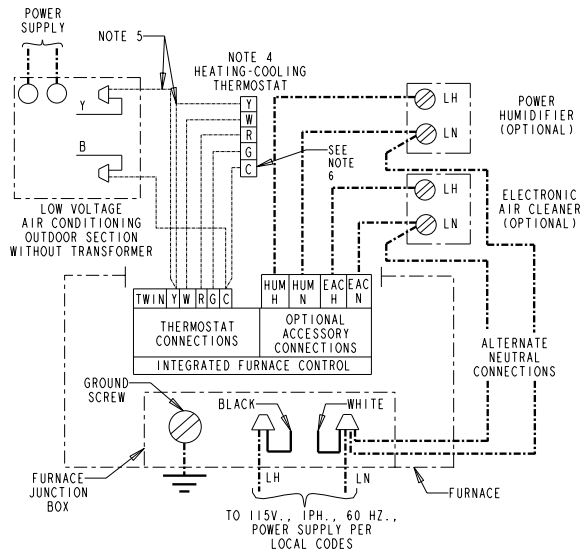 POWER
SUPPLY
NOTE 5
NOTE 4
HEATING-COOLING
THERMOSTAT
Y
B
Y
W
R
G
C
SEE
NOTE
6
LH
LN
POWER
HUMIDIFIER
(OPTIONAL)
LH
LN
ELECTRONIC
AIR CLEANER
(OPTIONAL)
LOW VOLTAGE
AIR CONDITIONING
OUTDOOR SECTION
WITHOUT TRANSFORMER
TWIN Y W R G C
HUM H
HUM N
EAC H
EAC N
THERMOSTAT
CONNECTIONS
OPTIONAL
ACCESSORY
CONNECTIONS
INTEGRATED FURNACE CONTROL
ALTERNATE
NEUTRAL
CONNECTIONS
GROUND
SCREW
BLACK
WHITE
LH
LN
FURNACE
JUNCTION
BOX
FURNACE
TO 115V., 1PH., 60 HZ.,
POWER SUPPLY PER
LOCAL CODES